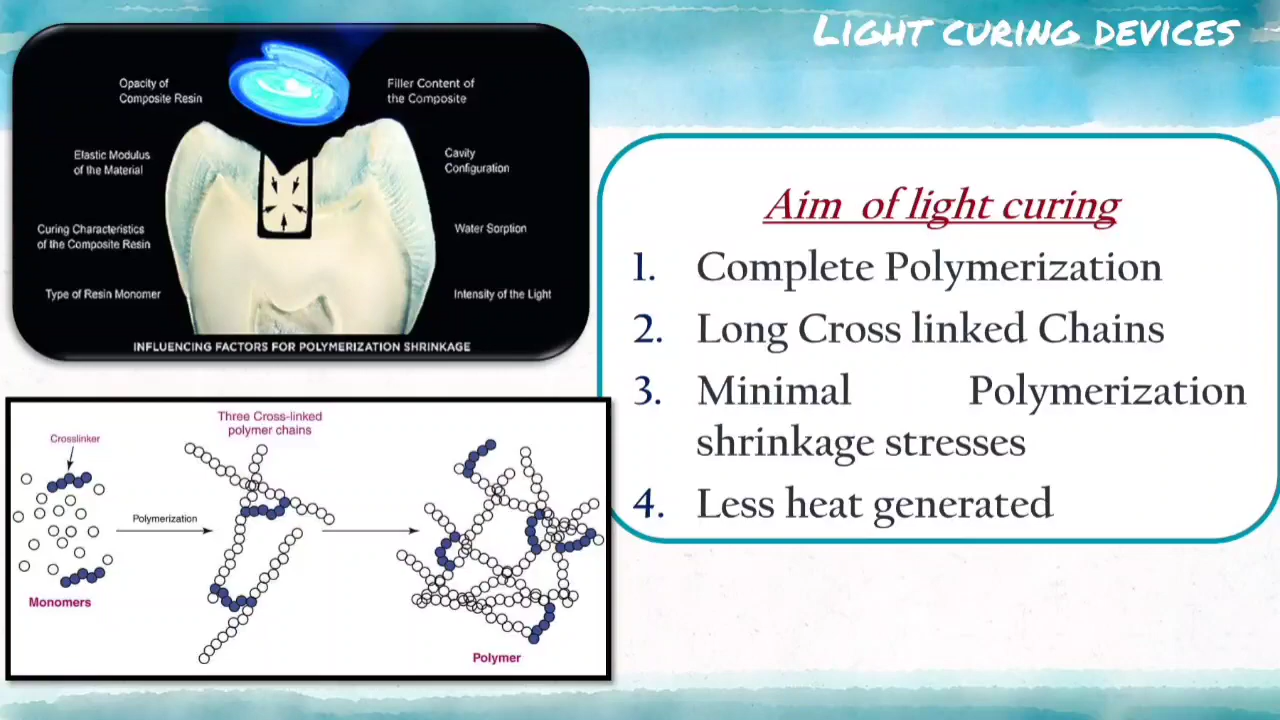 LIGHT CURING DEVICES
Opacity of
Composite Resin
Filler Content of
the Composite
Elastic Modulus
of the Material
Cavity
Configuration
Curing Characteristics
of the Composite Resin
Water Sorption
Type of Resin Monomer
Intensity of the Light
INFLUENCING FACTORS FOR POLYMERIZATION SHRINKAGE
Aim of light curing
1. Complete Polymerization
2. Long Cross linked Chains
3. Minimal Polymerization
shrinkage stresses
4. Less heat generated
Three Cross-linked
polymer chains
Crosslinker
Polymerization
Monomers
Polymer